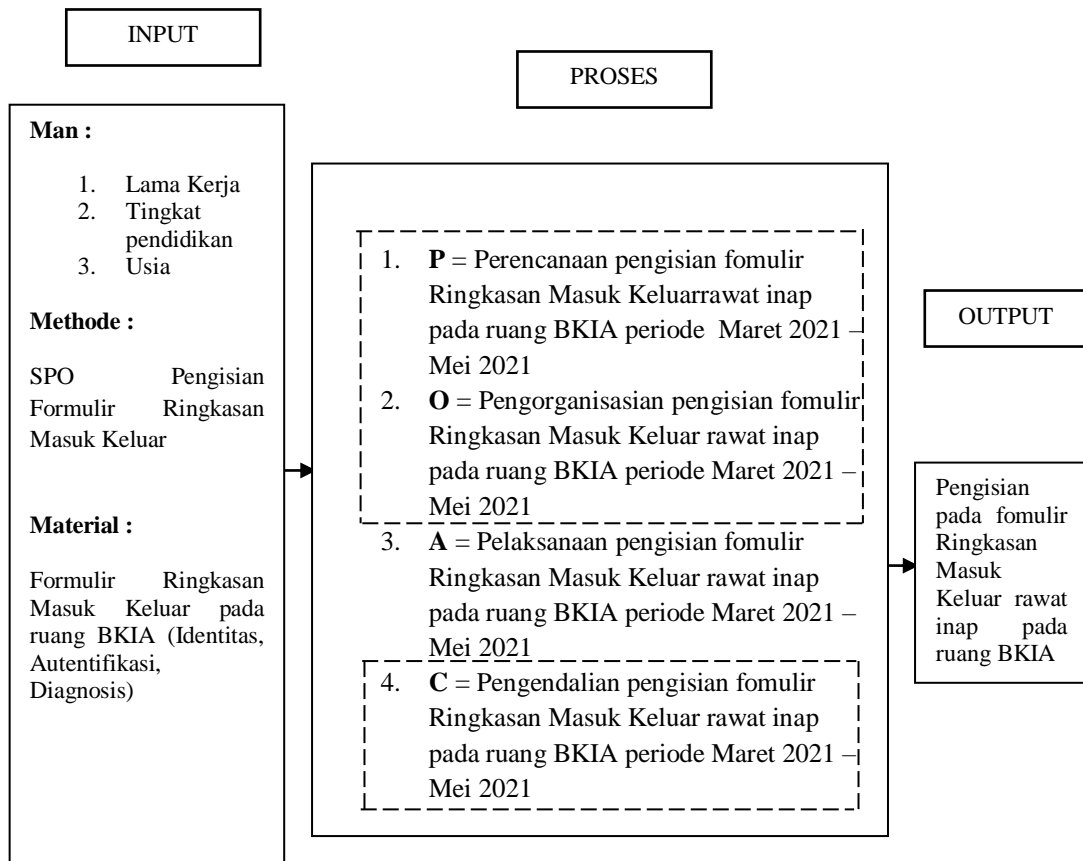 INPUT
Man :
1. Lama Kerja
2. Tingkat
pendidikan
3. Usia
Methode :
SPO Pengisian
Formulir Ringkasan
Masuk Keluar
Material :
Formulir Ringkasan
Masuk Keluar pada
ruang BKIA (Identitas,
Autentifikasi,
Diagnosis)
PROSES
1. P = Perencanaan pengisian fomulir
Ringkasan Masuk Keluarrawat inap
pada ruang BKIA periode Maret 2021 –
Mei 2021
2. O = Pengorganisasian pengisian fomulir
Ringkasan Masuk Keluar rawat inap
pada ruang BKIA periode Maret 2021 –
Mei 2021
3. A = Pelaksanaan pengisian fomulir
Ringkasan Masuk Keluar rawat inap
pada ruang BKIA periode Maret 2021 –
Mei 2021
4. C = Pengendalian pengisian fomulir
Ringkasan Masuk Keluar rawat inap
pada ruang BKIA periode Maret 2021 –
Mei 2021
OUTPUT
Pengisian
pada fomulir
Ringkasan
Masuk
Keluar rawat
inap pada
ruang BKIA